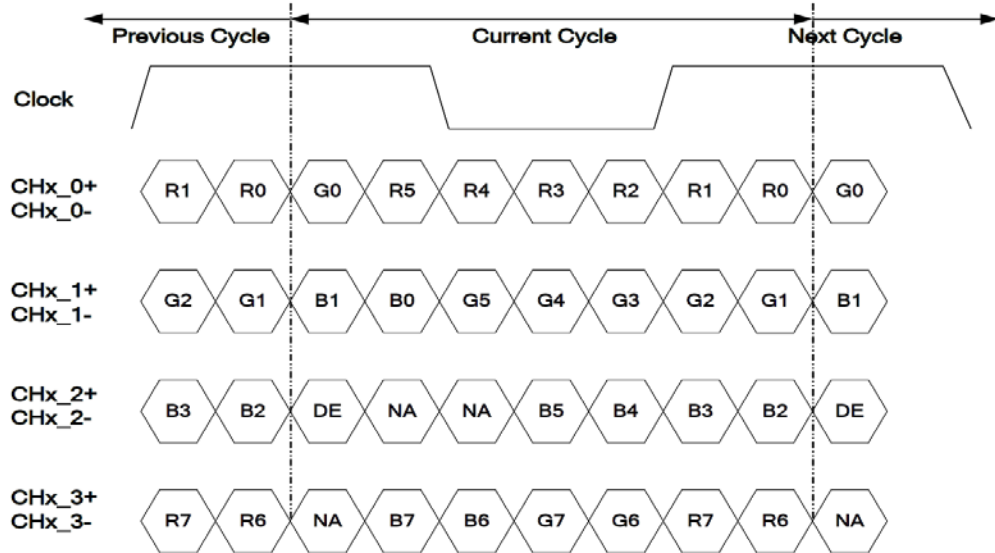 Previous Cycle Current Cycle Next Cycle
Clock
CHx_0+
CHx_0-
R1 R0 G0 R5 R4 R3 R2 R1 R0 G0
CHx_1+
CHx_1-
G2 G1 B1 B0 G5 G4 G3 G2 G1 B1
CHx_2+
CHx_2-
B3 B2 DE NA NA B5 B4 B3 B2 DE
CHx_3+
CHx_3-
R7 R6 NA B7 B6 G7 G6 R7 R6 NA